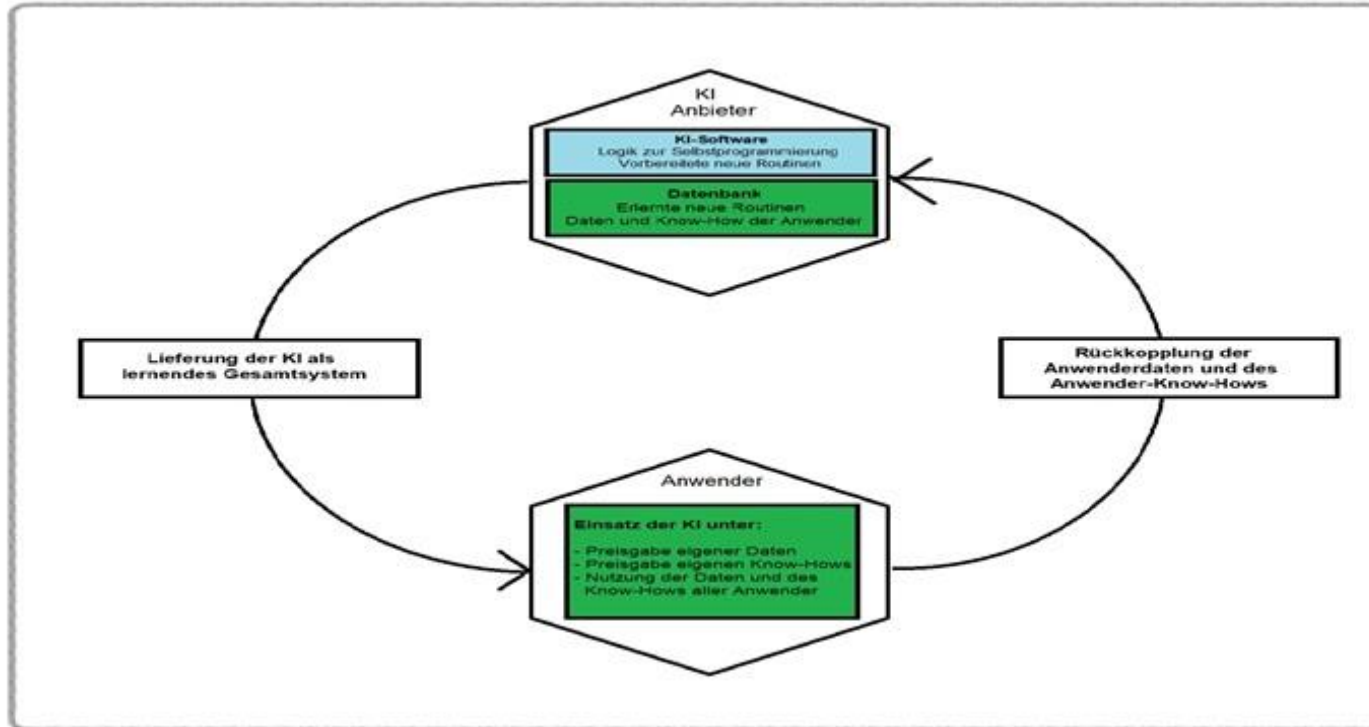 KI
Anbieter
KI-Software
Logik zur Selbstprogrammierung
Vorbereitete neue Routinen
Datenbank
Erlernte neue Routinen
Daten und Know-How der Anwender
Lieferung der KI als
lernendes Gesamtsystem
Rückkopplung der
Anwenderdaten und des
Anwender-Know-Hows
Anwender
Einsatz der KI unter:
- Preisgabe eigener Daten
- Preisgabe eigenen Know-Hows
- Nutzung der Daten und des
Know-Hows aller Anwender